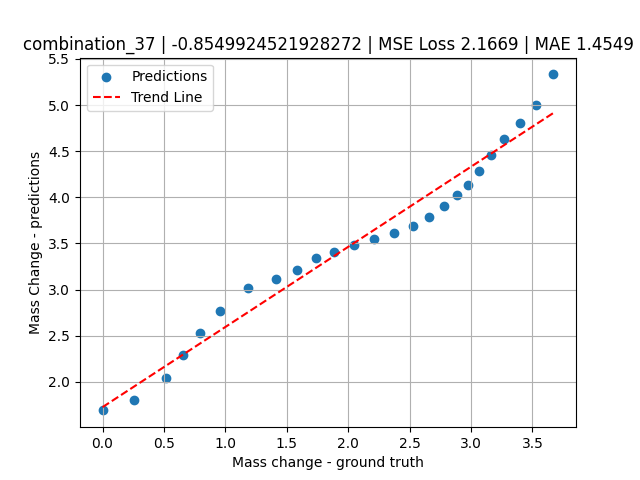 combination_37 | -0.8549924521928272 | MSE Loss 2.1669 | MAE 1.4549
Predictions
Trend Line
5.5
5.0
4.5
4.0
3.5
3.0
2.5
2.0
Mass Change - predictions
0.0 0.5 1.0 1.5 2.0 2.5 3.0 3.5
Mass change - ground truth